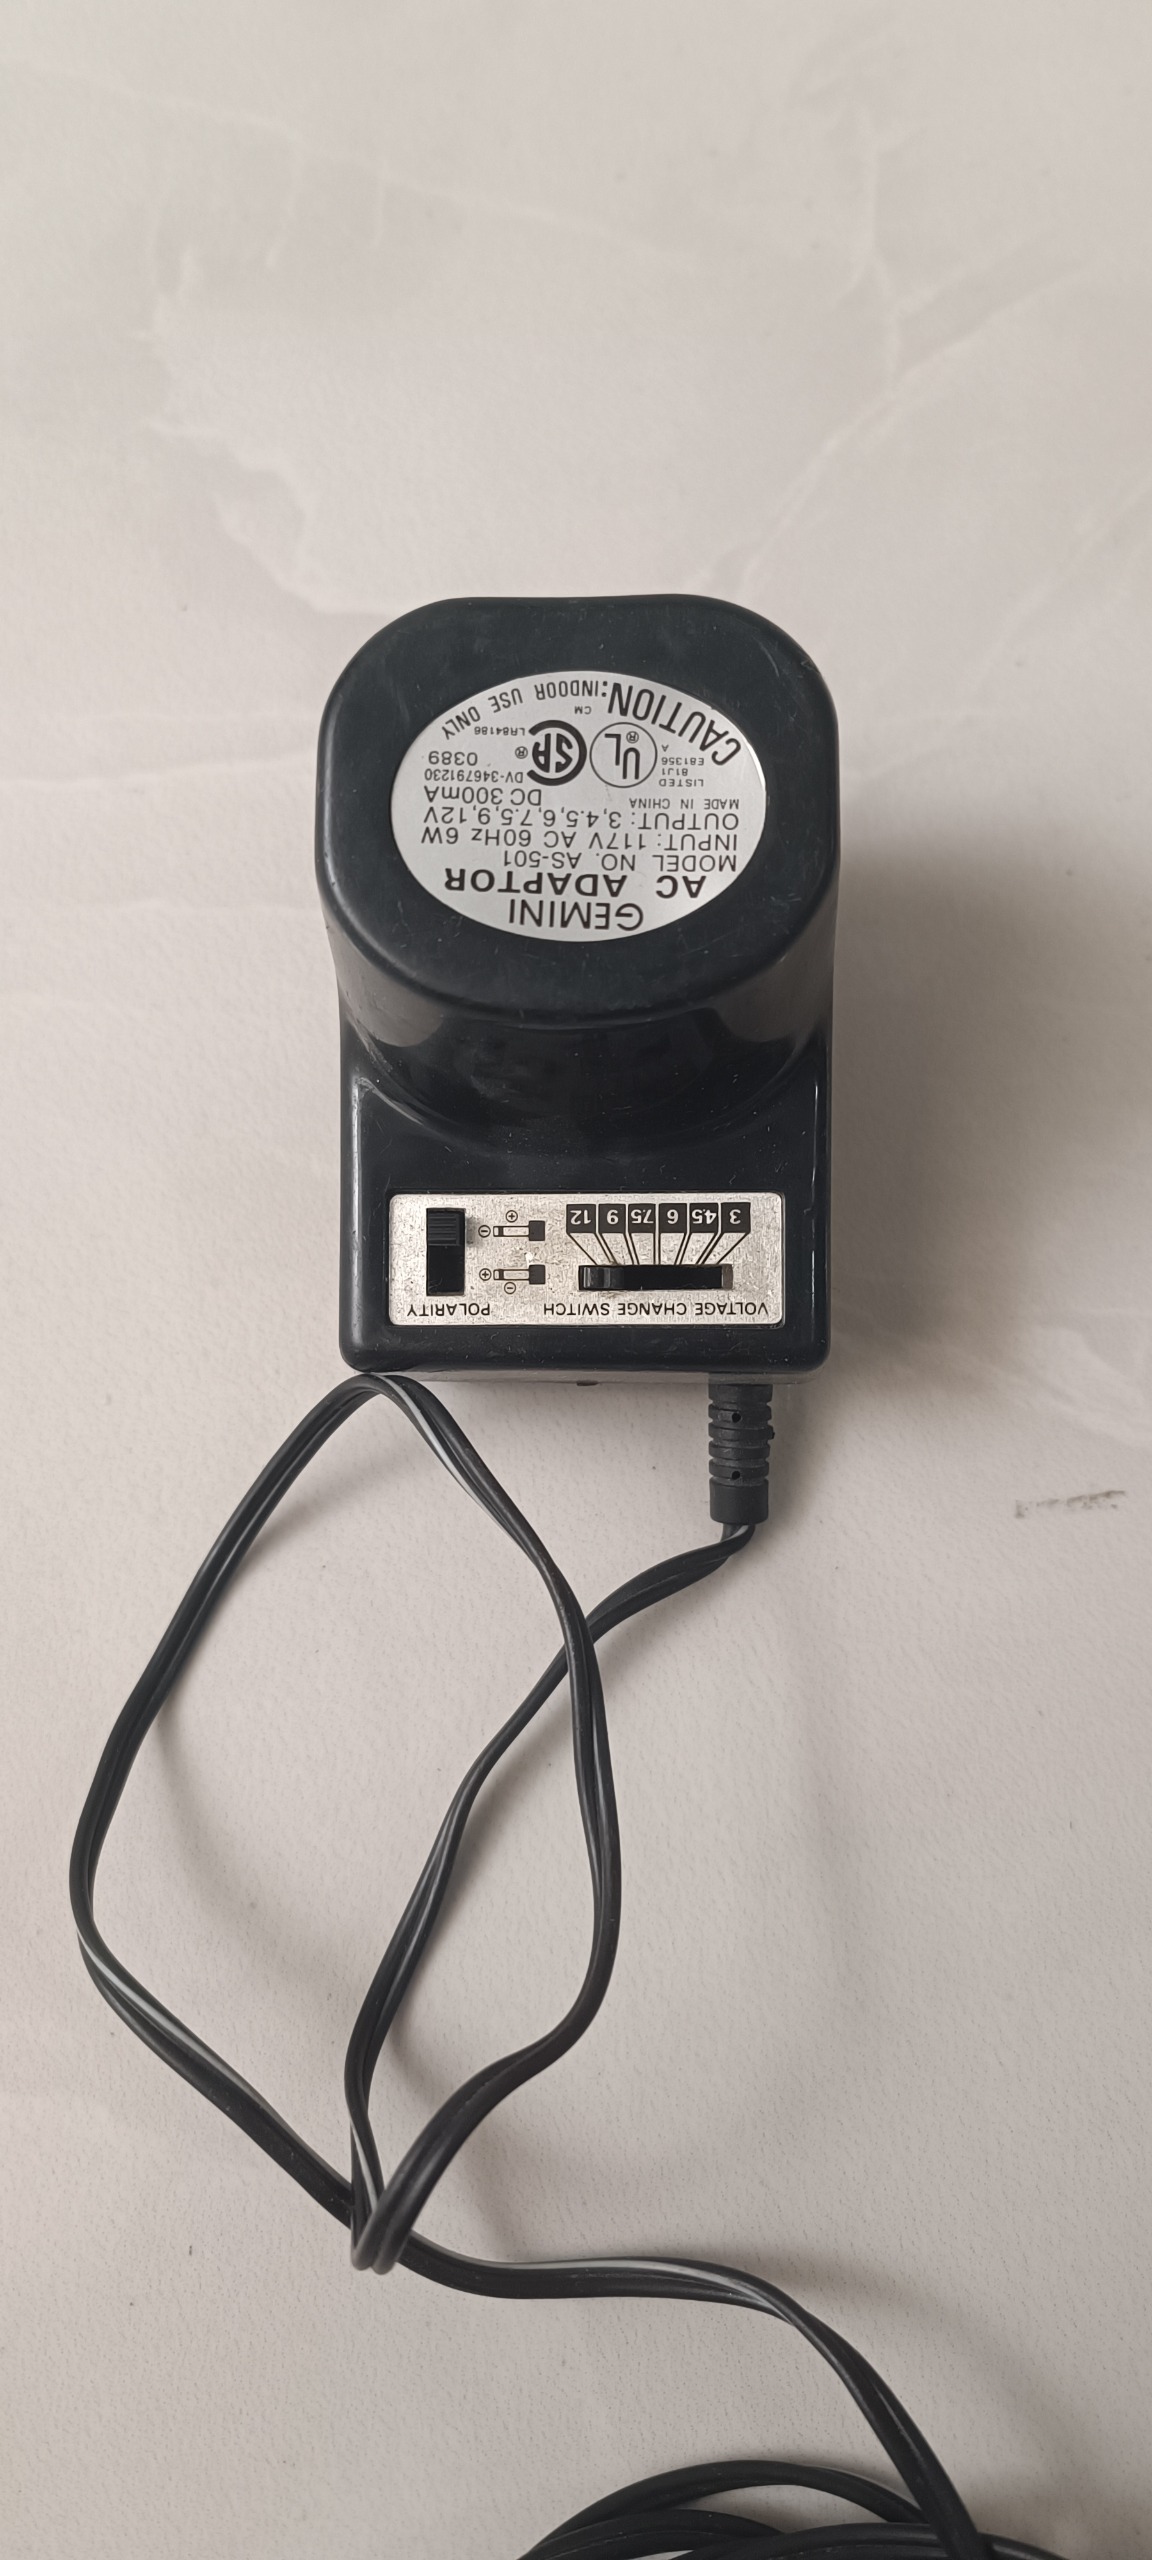 GEMINI
AC ADAPTOR
MODEL NO. AS-501
INPUT: 117V AC 60Hz 6W
OUTPUT: 3,4.5,6,7.5,9,12V
MADE IN CHINA DC 300mA
LISTED
81J1
E81356
A
UL ®
SA ®
DV-346791230
0389
LR84186
CM
CAUTION: INDOOR USE ONLY
VOLTAGE CHANGE SWITCH
3 4.5 6 7.5 9 12
POLARITY
⊖
⊕
⊖
⊕